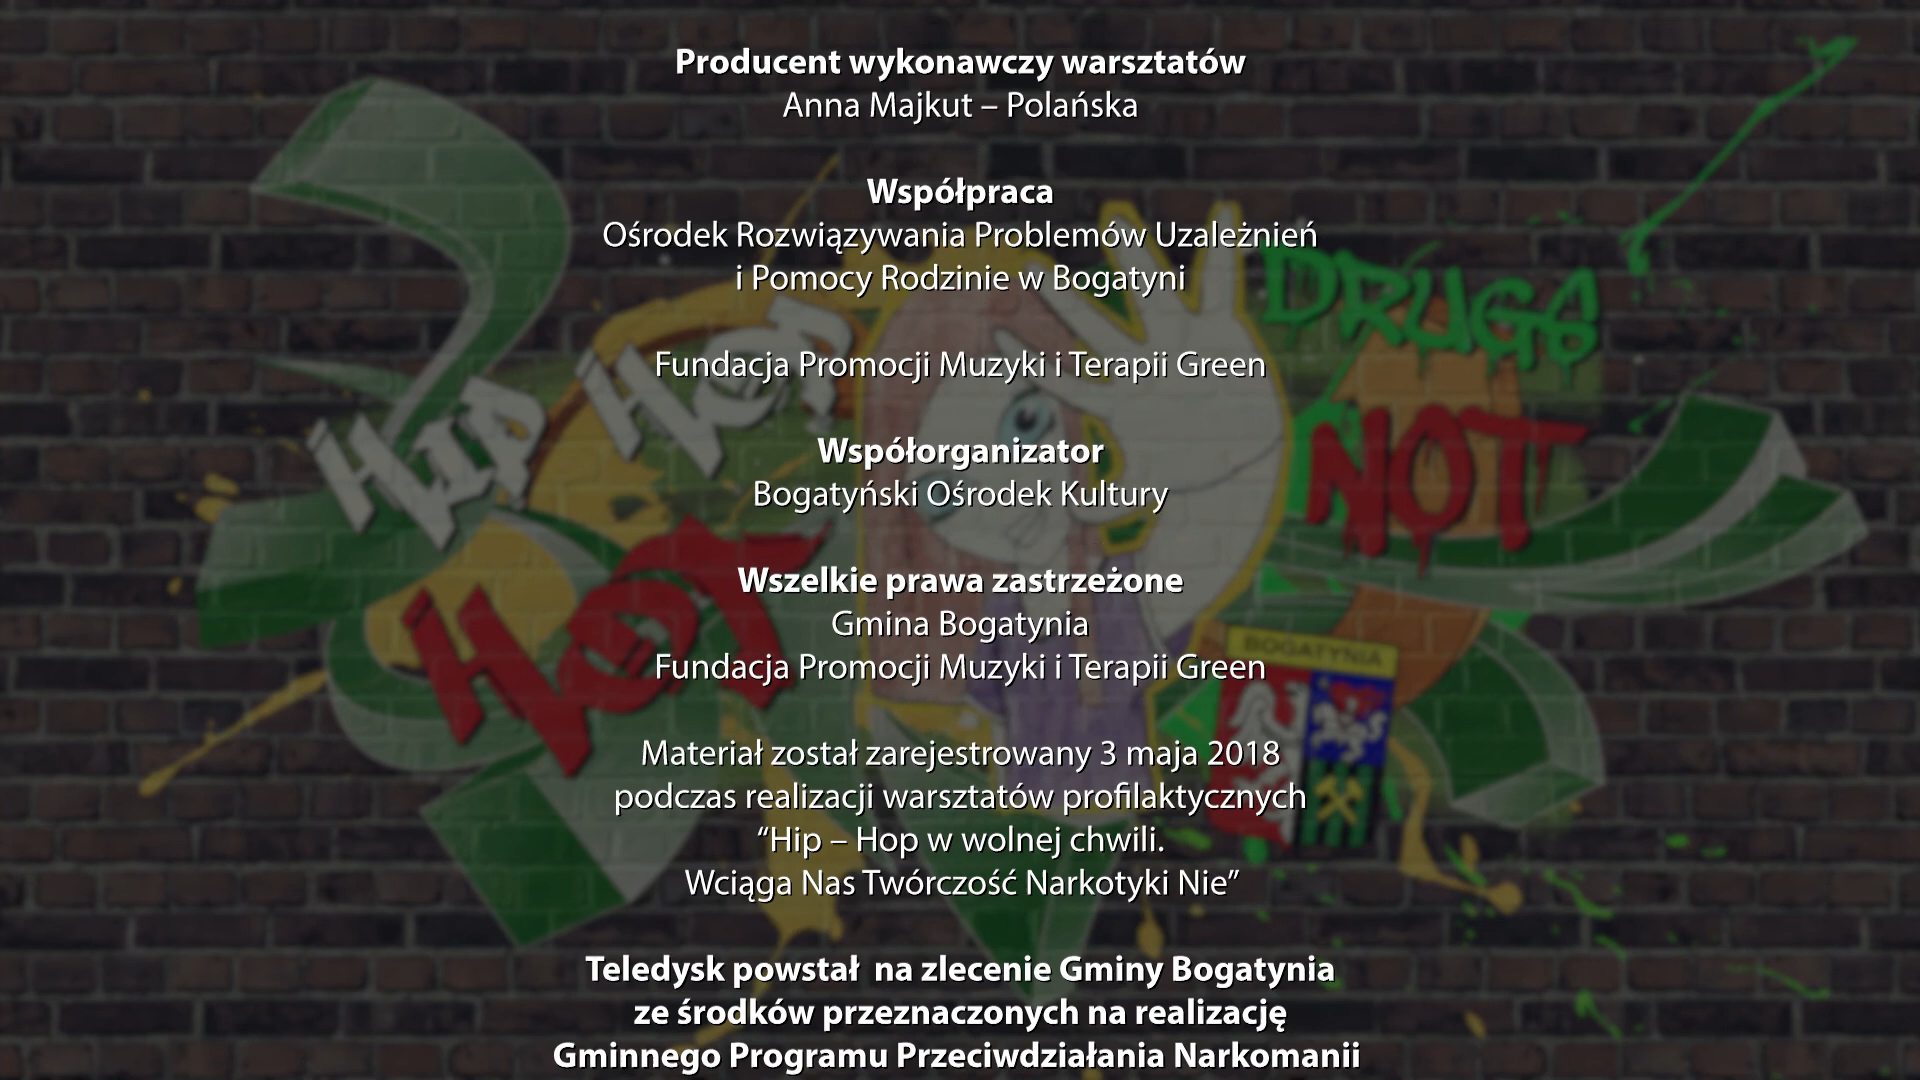 Producent wykonawczy warsztatów
Anna Majkut – Polańska
Współpraca
Ośrodek Rozwiązywania Problemów Uzależnień
i Pomocy Rodzinie w Bogatyni
Fundacja Promocji Muzyki i Terapii Green
Współorganizator
Bogatyński Ośrodek Kultury
Wszelkie prawa zastrzeżone
Gmina Bogatynia
Fundacja Promocji Muzyki i Terapii Green
Materiał został zarejestrowany 3 maja 2018
podczas realizacji warsztatów profilaktycznych
“Hip – Hop w wolnej chwili.
Wciąga Nas Twórczość Narkotyki Nie”
Teledysk powstał  na zlecenie Gminy Bogatynia
ze środków przeznaczonych na realizację
Gminnego Programu Przeciwdziałania Narkomanii
HIP HOP
HOT
DRUGS
NOT
BOGATYNIA